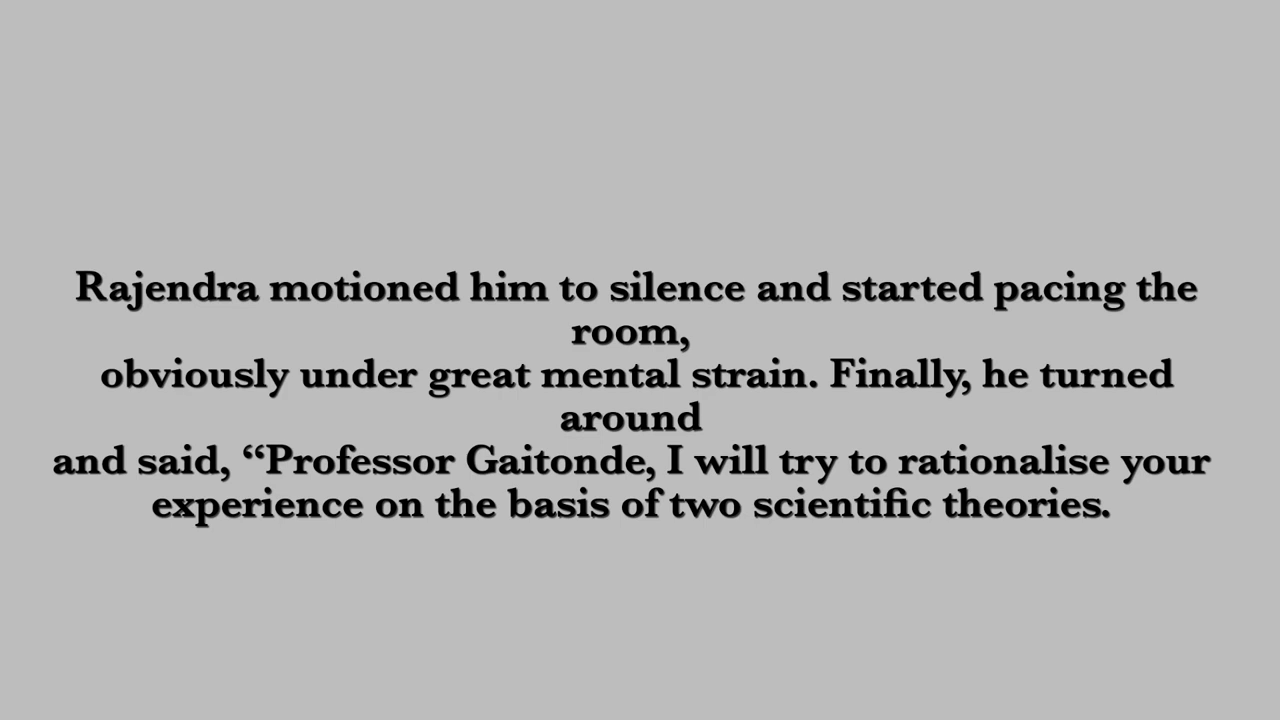 Rajendra motioned him to silence and started pacing the
room,
obviously under great mental strain. Finally, he turned
around
and said, “Professor Gaitonde, I will try to rationalise your
experience on the basis of two scientific theories.